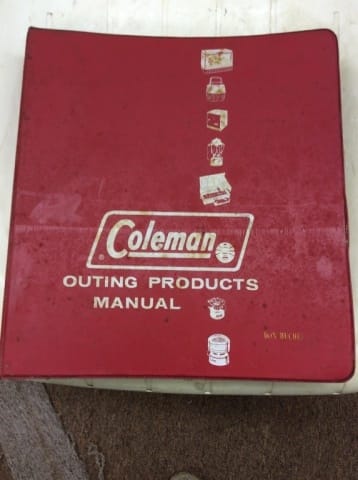 Coleman
®
OUTING PRODUCTS
MANUAL